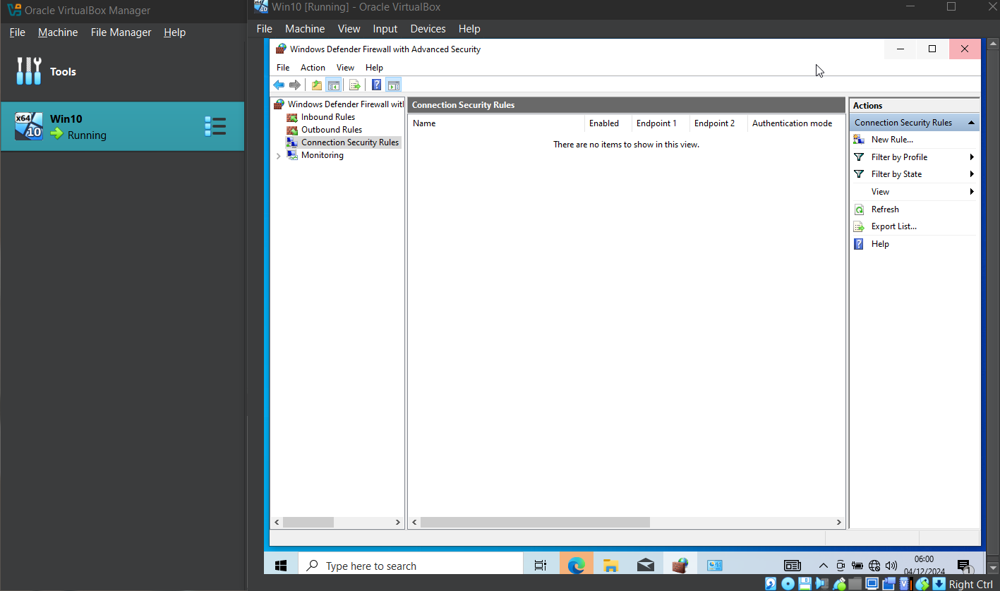 Oracle VirtualBox Manager
File Machine File Manager Help
Tools
x64 10 Win10
Running
Win10 [Running] - Oracle VirtualBox
File Machine View Input Devices Help
Windows Defender Firewall with Advanced Security
File Action View Help
Windows Defender Firewall witl
Inbound Rules
Outbound Rules
Connection Security Rules
Monitoring
Connection Security Rules
Name Enabled Endpoint 1 Endpoint 2 Authentication mode
There are no items to show in this view.
Actions
Connection Security Rules
New Rule...
Filter by Profile
Filter by State
View
Refresh
Export List...
Help
Type here to search
06:00
04/12/2024
1
Right Ctrl